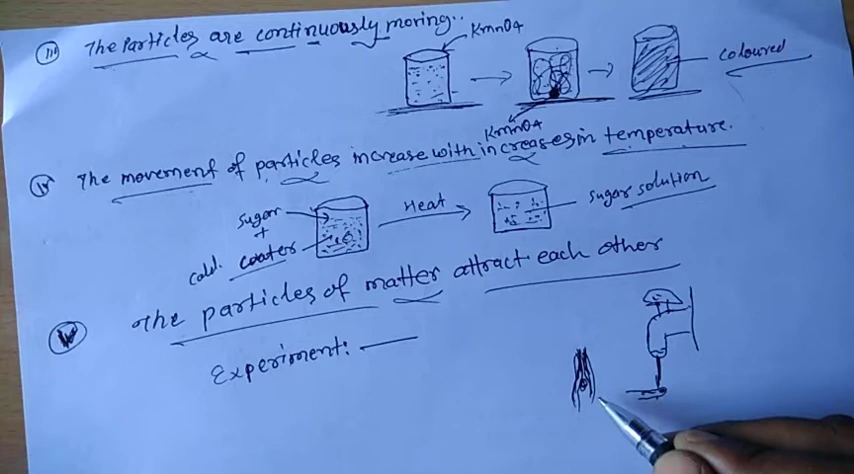 (iii) The Particles are continuously moving..
KmnO4
coloured
KmnO4
(iv) The movement of particles increase with increases in temperature.
Sugar
+
cold. water
Heat
Sugar solution
(v) The particles of matter attract each other
Experiment: —